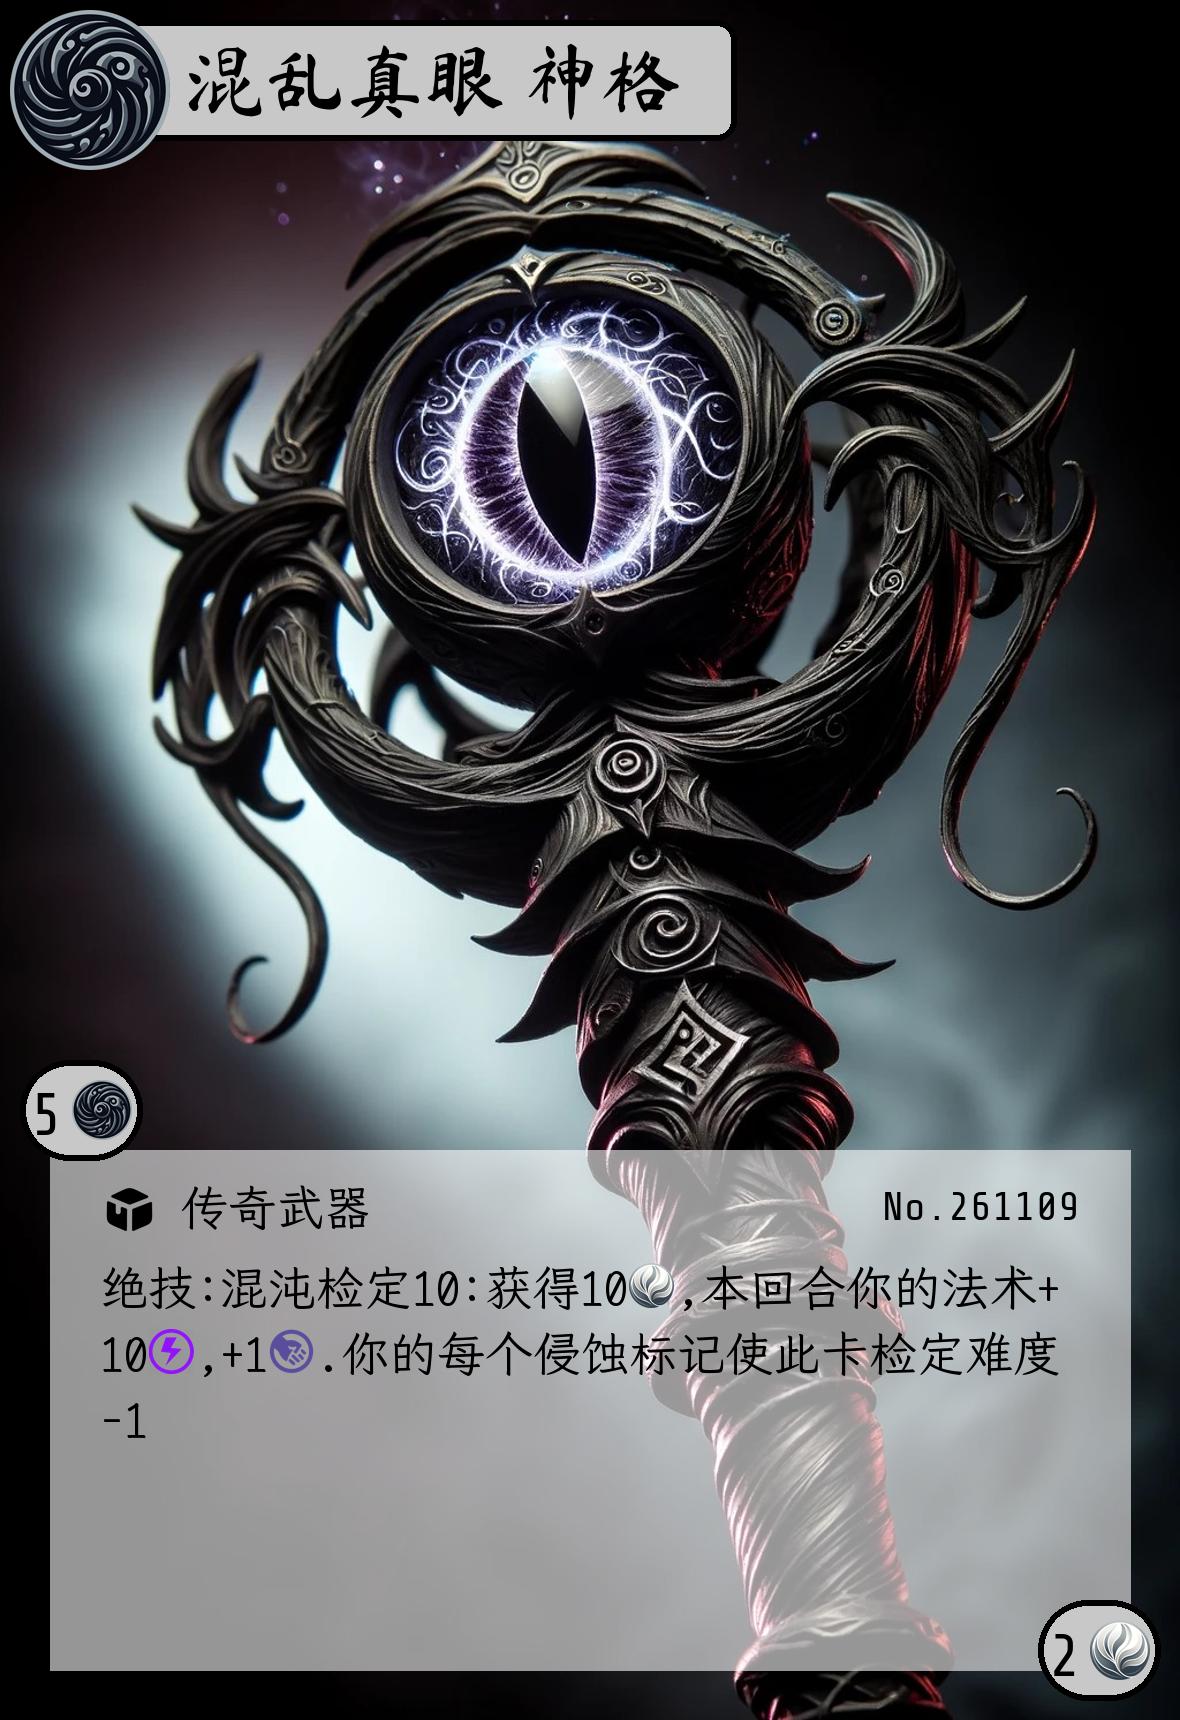 混乱真眼 神格
5
传奇武器
No.261109
绝技:混沌检定10:获得10,本回合你的法术+
10,+1.你的每个侵蚀标记使此卡检定难度
-1
2